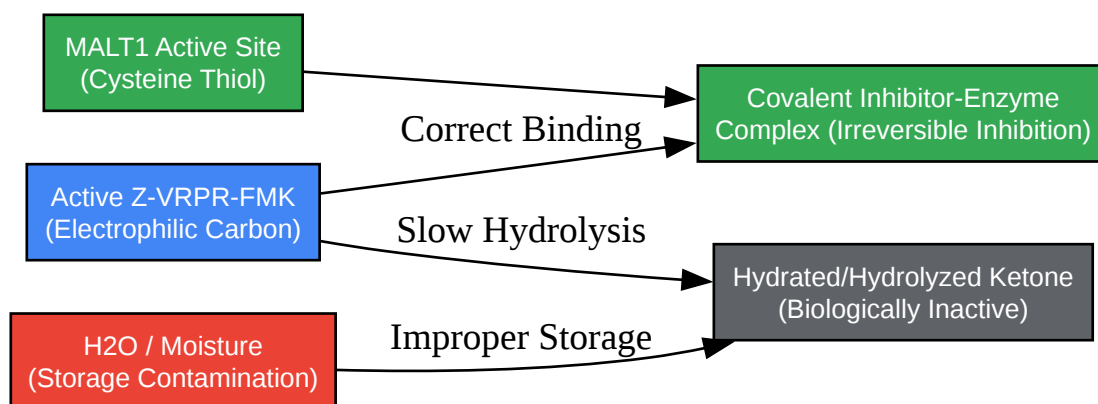 MALT1 Active Site
(Cysteine Thiol)
Covalent Inhibitor-Enzyme
Complex (Irreversible Inhibition)
Correct Binding
Active Z-VRPR-FMK
(Electrophilic Carbon)
Slow Hydrolysis
Hydrated/Hydrolyzed Ketone
(Biologically Inactive)
Improper Storage
H2O / Moisture
(Storage Contamination)